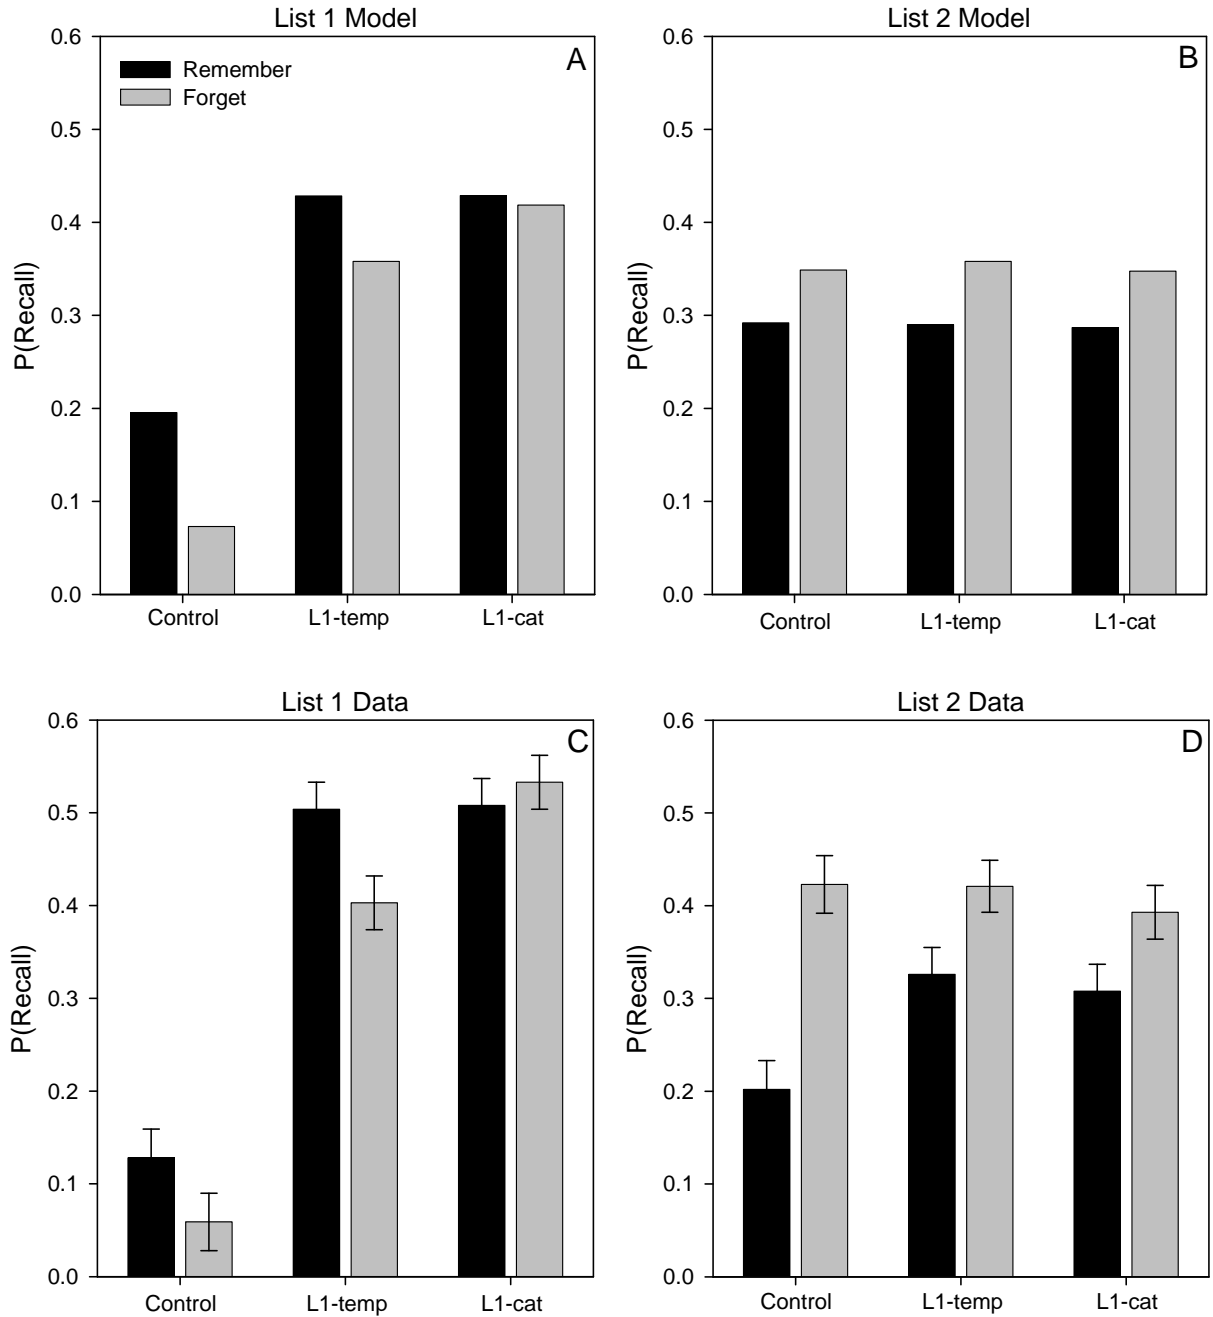 List 1 Model
A
Remember
Forget
P(Recall)
0.6
0.5
0.4
0.3
0.2
0.1
0.0
Control L1-temp L1-cat
List 2 Model
B
P(Recall)
0.6
0.5
0.4
0.3
0.2
0.1
0.0
Control L1-temp L1-cat
List 1 Data
C
P(Recall)
0.6
0.5
0.4
0.3
0.2
0.1
0.0
Control L1-temp L1-cat
List 2 Data
D
P(Recall)
0.6
0.5
0.4
0.3
0.2
0.1
0.0
Control L1-temp L1-cat